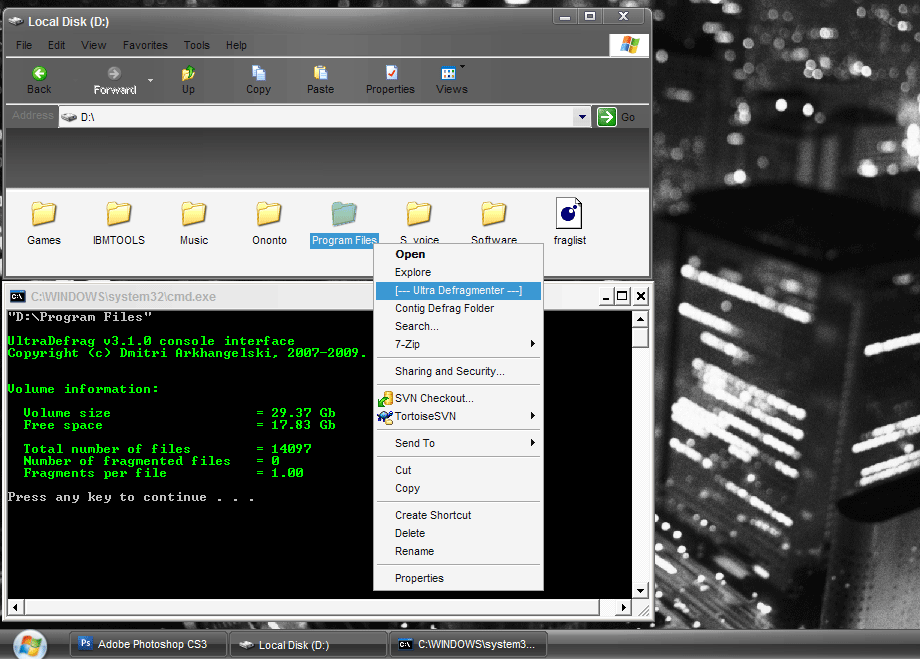 Local Disk (D:)
File Edit View Favorites Tools Help
Back Forward Up Copy Paste Properties Views
Address D:\ Go
Games IBMTOOLS Music Ononto Program Files S_voice Software fraglist
C:\WINDOWS\system32\cmd.exe
"D:\Program Files"
UltraDefrag v3.1.0 console interface
Copyright (c) Dmitri Arkhangelski, 2007-2009.
Volume information:
Volume size = 29.37 Gb
Free space = 17.83 Gb
Total number of files = 14097
Number of fragmented files = 0
Fragments per file = 1.00
Press any key to continue . . .
Open
Explore
[--- Ultra Defragmenter ---]
Contig Defrag Folder
Search...
7-Zip
Sharing and Security...
SVN Checkout...
TortoiseSVN
Send To
Cut
Copy
Create Shortcut
Delete
Rename
Properties
Ps Adobe Photoshop CS3 Local Disk (D:) C:\WINDOWS\system3...